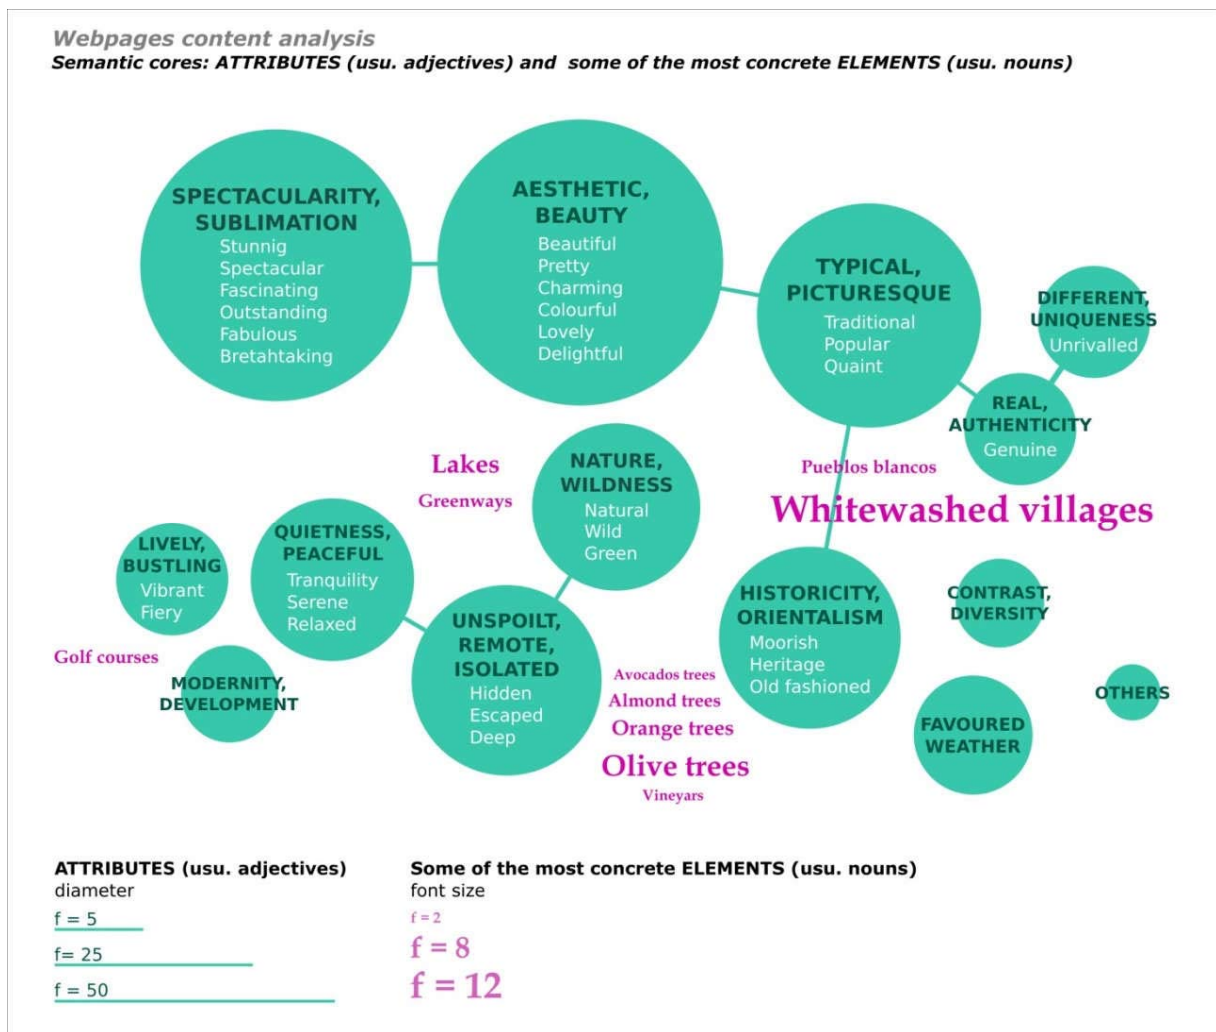 Webpages content analysis
Semantic cores: ATTRIBUTES (usu. adjectives) and some of the most concrete ELEMENTS (usu. nouns)
SPECTACULARITY,
SUBLIMATION
Stunnig
Spectacular
Fascinating
Outstanding
Fabulous
Bretahtaking
AESTHETIC,
BEAUTY
Beautiful
Pretty
Charming
Colourful
Lovely
Delightful
TYPICAL,
PICTURESQUE
Traditional
Popular
Quaint
DIFFERENT,
UNIQUENESS
Unrivalled
REAL,
AUTHENTICITY
Genuine
Lakes
Greenways
NATURE,
WILDNESS
Natural
Wild
Green
Pueblos blancos
Whitewashed villages
LIVELY,
BUSTLING
Vibrant
Fiery
QUIETNESS,
PEACEFUL
Tranquility
Serene
Relaxed
UNSPOILT,
REMOTE,
ISOLATED
Hidden
Escaped
Deep
HISTORICITY,
ORIENTALISM
Moorish
Heritage
Old fashioned
CONTRAST,
DIVERSITY
Golf courses
MODERNITY,
DEVELOPMENT
Avocados trees
Almond trees
Orange trees
Olive trees
Vineyars
FAVOURED
WEATHER
OTHERS
ATTRIBUTES (usu. adjectives)
diameter
f = 5
f= 25
f = 50
Some of the most concrete ELEMENTS (usu. nouns)
font size
f = 2
f = 8
f = 12